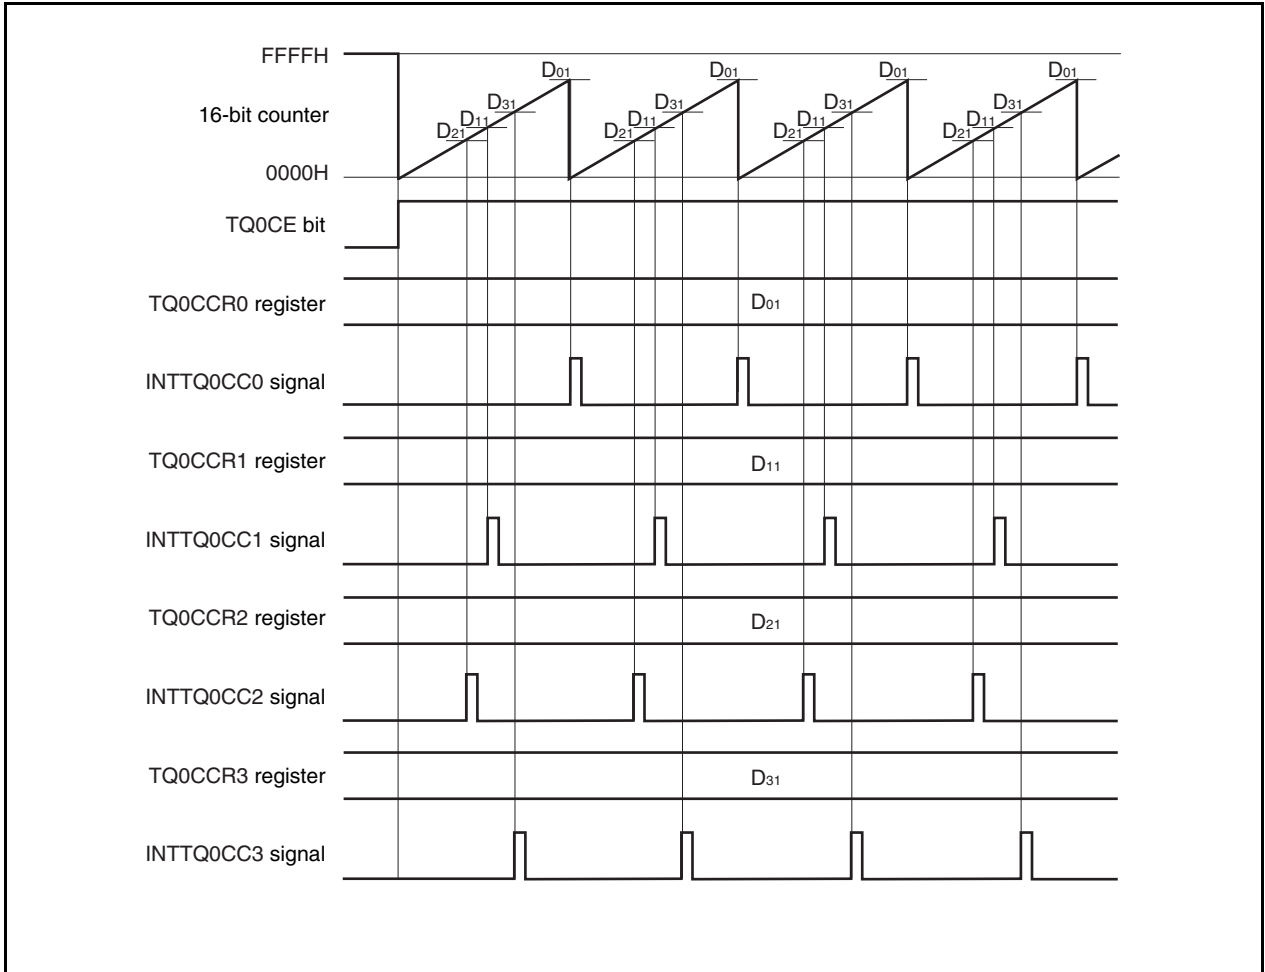 FFFFH
D01 D01 D01 D01
D31 D31 D31 D31
16-bit counter
D11 D11 D11 D11
D21 D21 D21 D21
0000H
TQ0CE bit
TQ0CCR0 register
D01
INTTQ0CC0 signal
TQ0CCR1 register
D11
INTTQ0CC1 signal
TQ0CCR2 register
D21
INTTQ0CC2 signal
TQ0CCR3 register
D31
INTTQ0CC3 signal